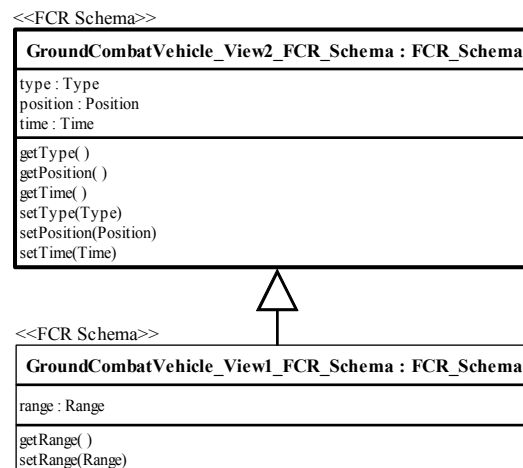 <<FCR Schema>>
GroundCombatVehicle_View2_FCR_Schema : FCR_Schema
type : Type
position : Position
time : Time
getType( )
getPosition( )
getTime( )
setType(Type)
setPosition(Position)
setTime(Time)
<<FCR Schema>>
GroundCombatVehicle_View1_FCR_Schema : FCR_Schema
range : Range
getRange( )
setRange(Range)